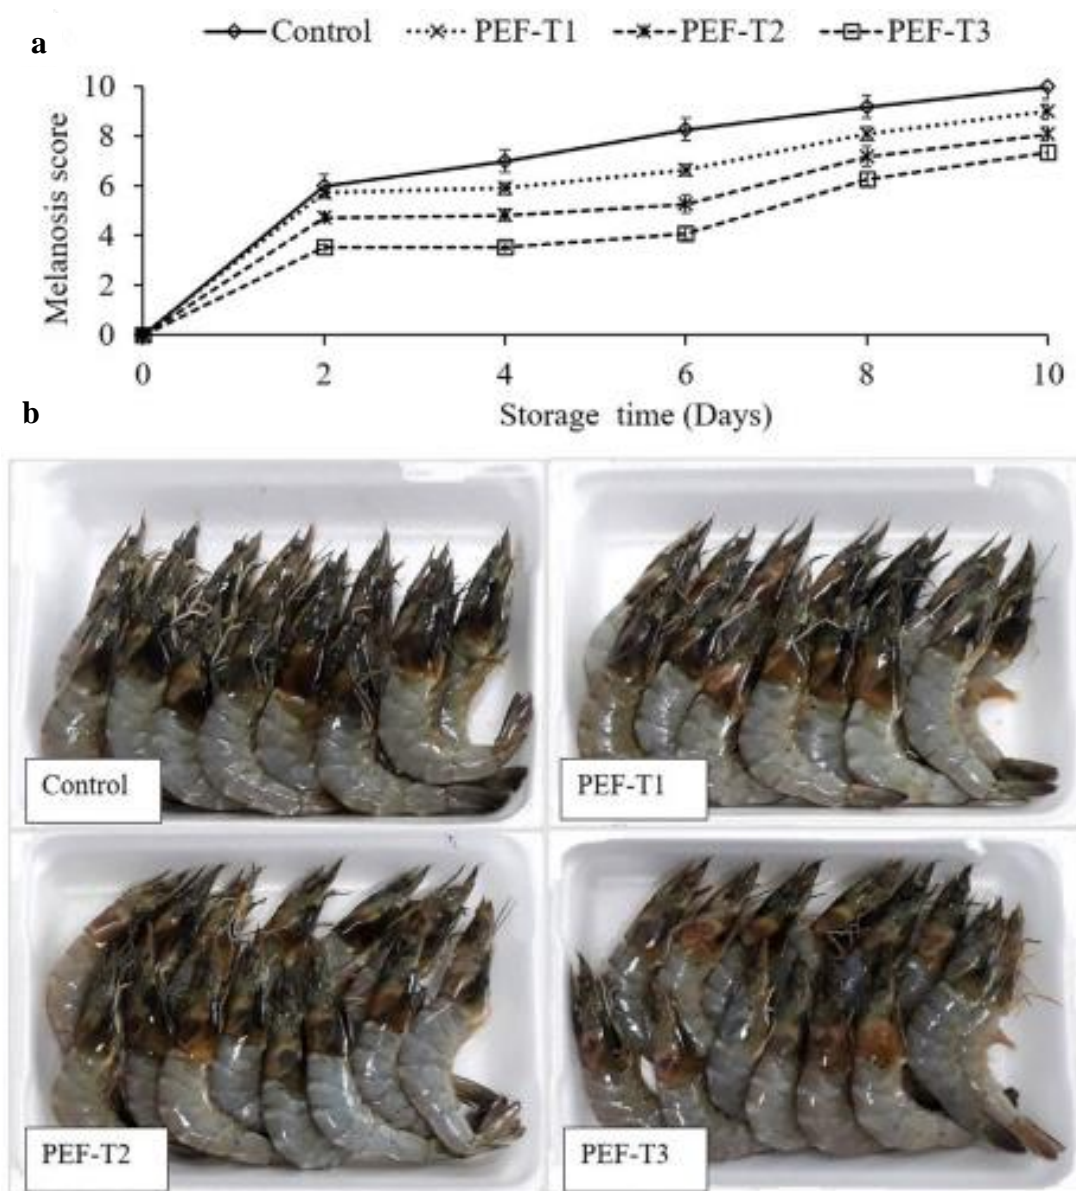 a
Control PEF-T1 PEF-T2 PEF-T3
10
8
6
4
2
0
Melanosis score
0 2 4 6 8 10
Storage time (Days)
b
Control
PEF-T1
PEF-T2
PEF-T3